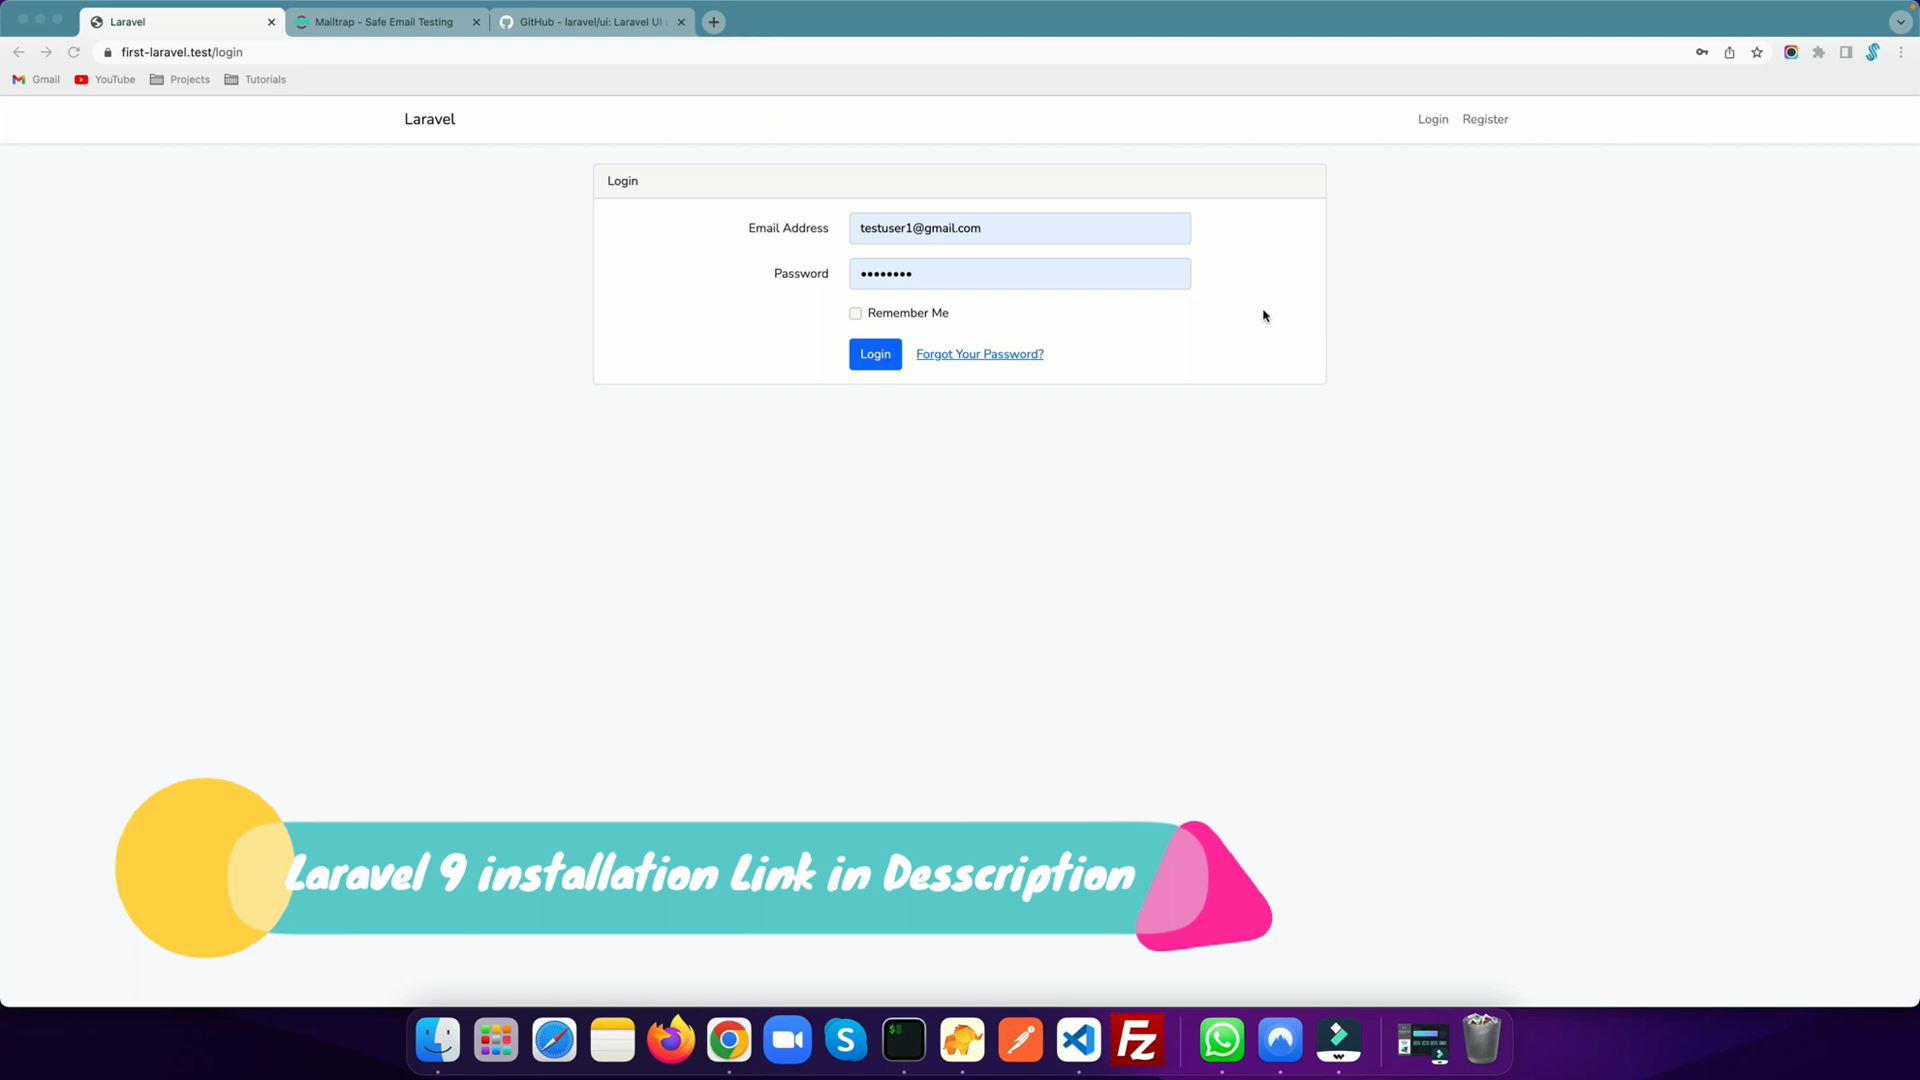 Laravel
Mailtrap - Safe Email Testing
GitHub - laravel/ui: Laravel UI
first-laravel.test/login
Gmail
YouTube
Projects
Tutorials
Laravel
Login
Register
Login
Email Address
testuser1@gmail.com
Password
Remember Me
Login
Forgot Your Password?
Laravel 9 installation Link in Desscription